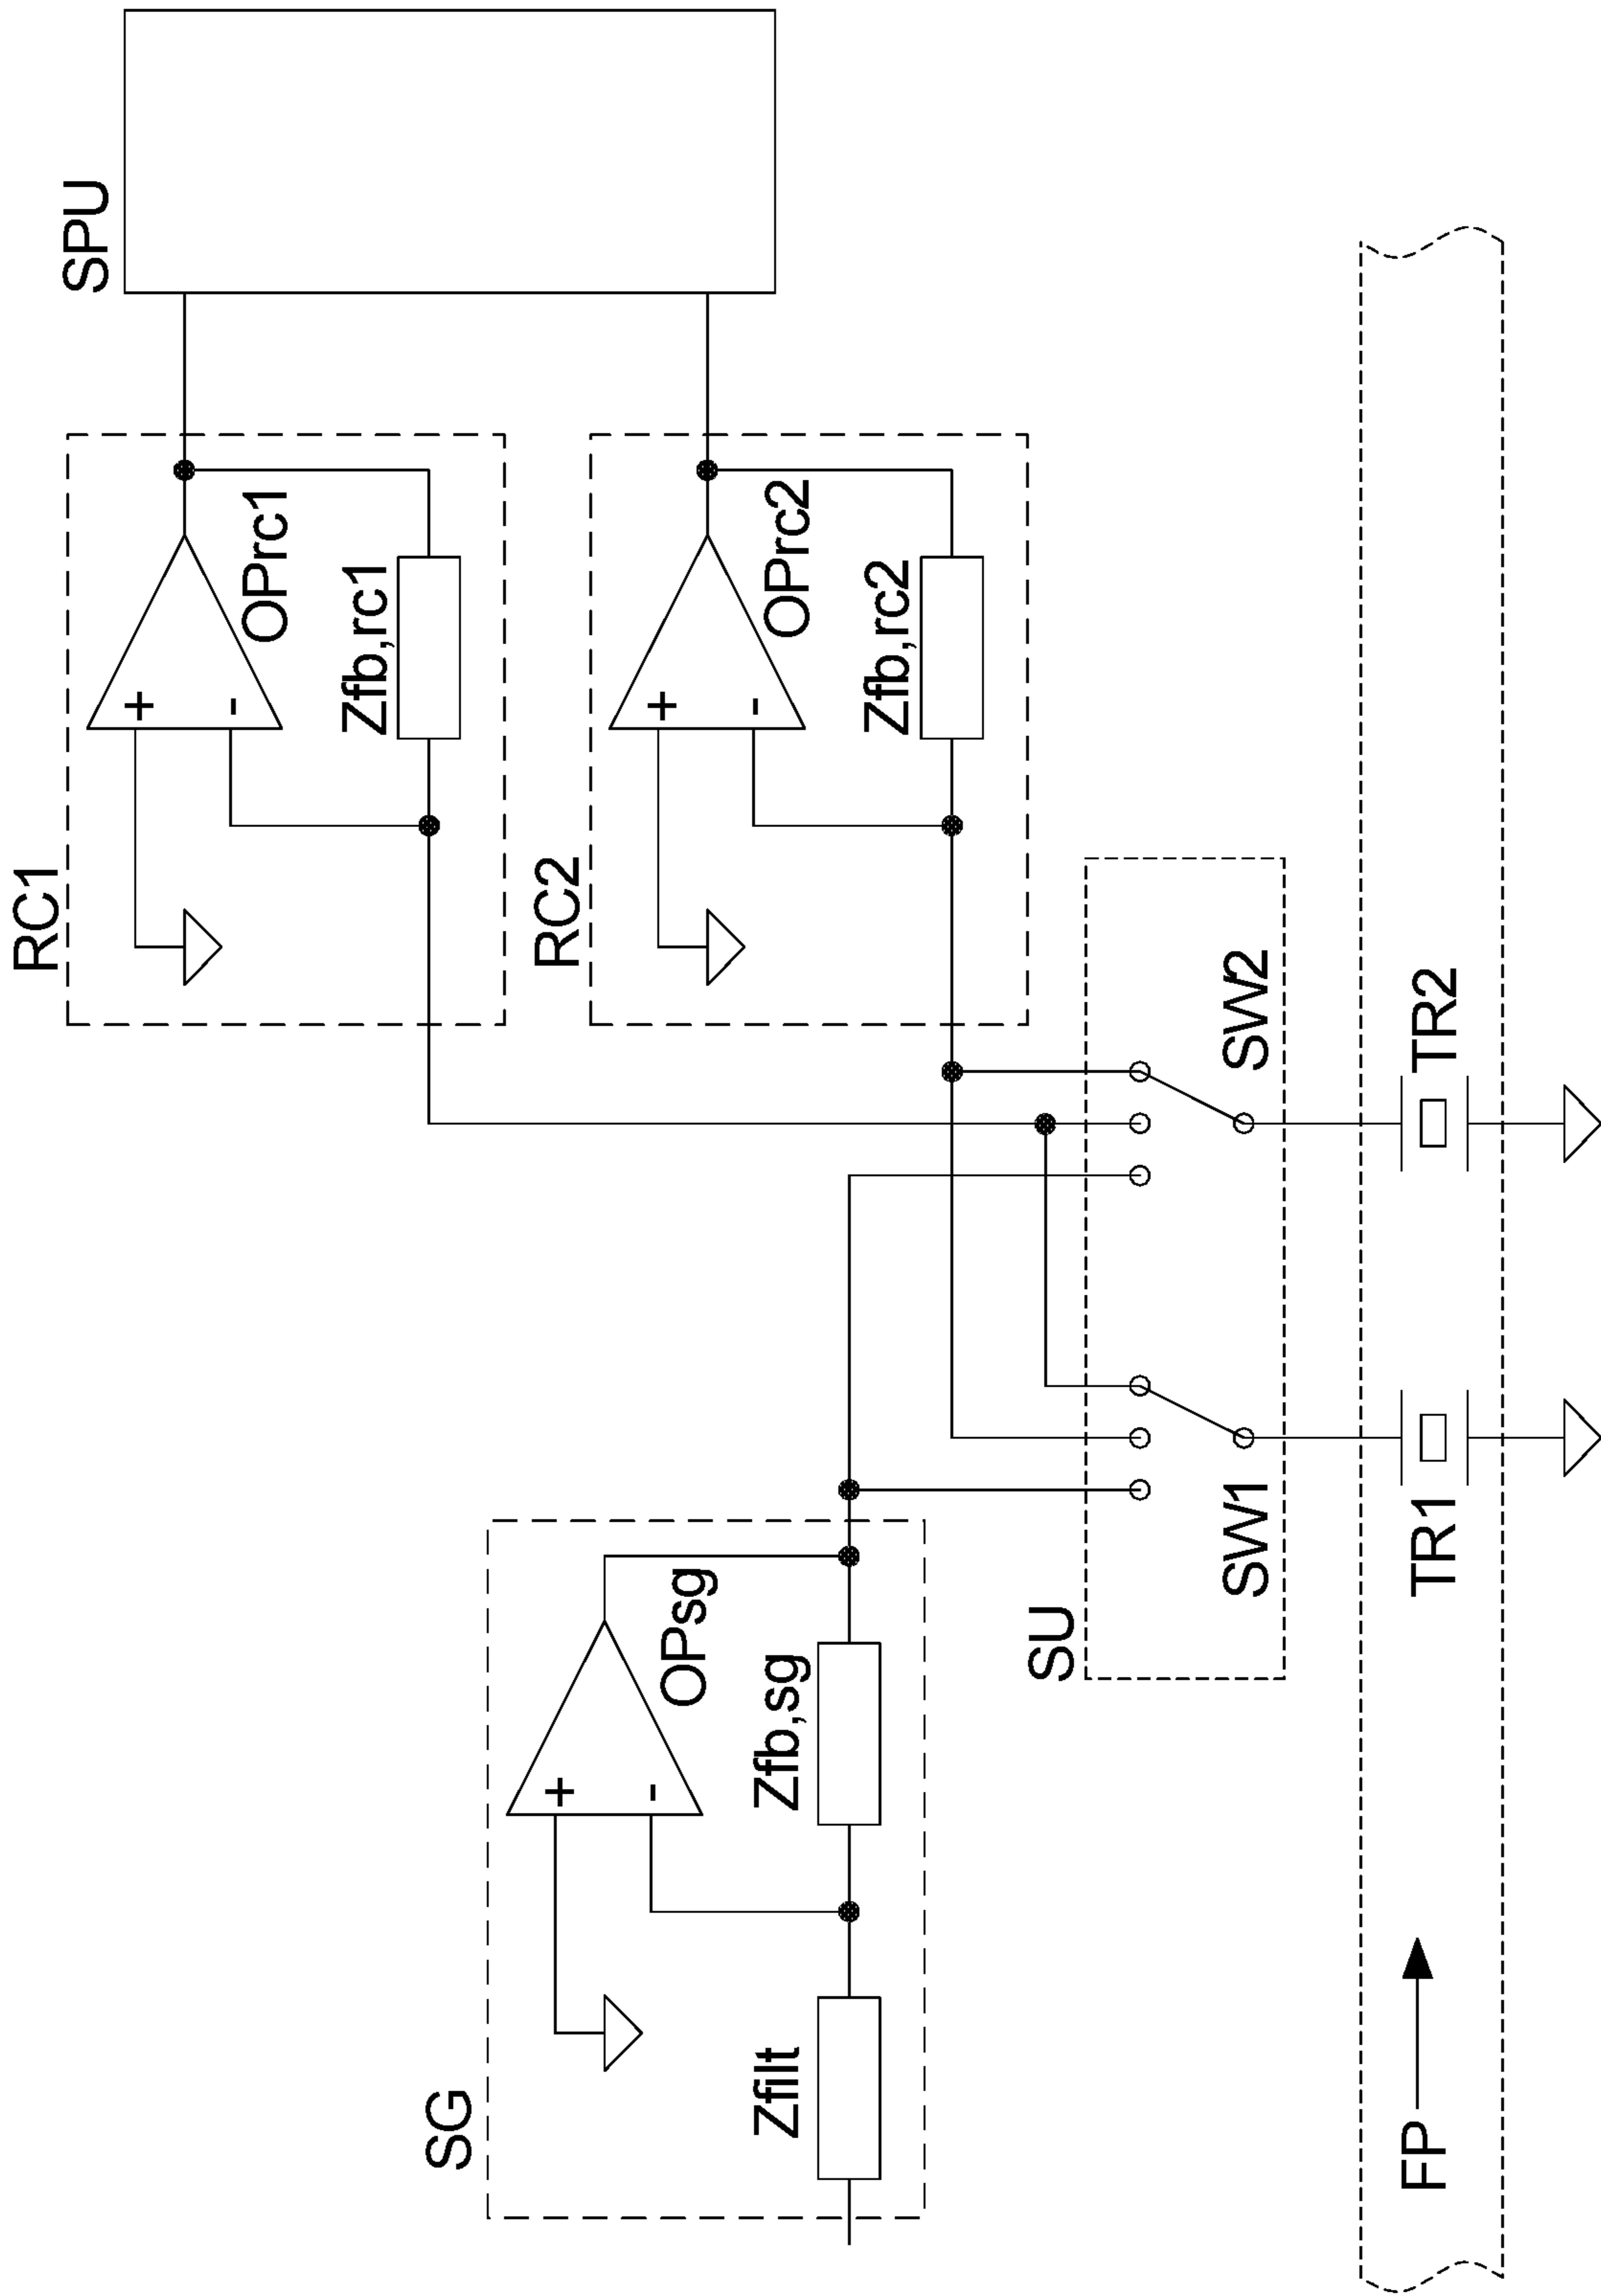 SPU
RC1
+
-
OPrc1
Zfb,rc1
RC2
+
-
OPrc2
Zfb,rc2
SG
+
-
OPsg
Zfilt
Zfb,sg
SU
SW1
SW2
TR1
TR2
FP